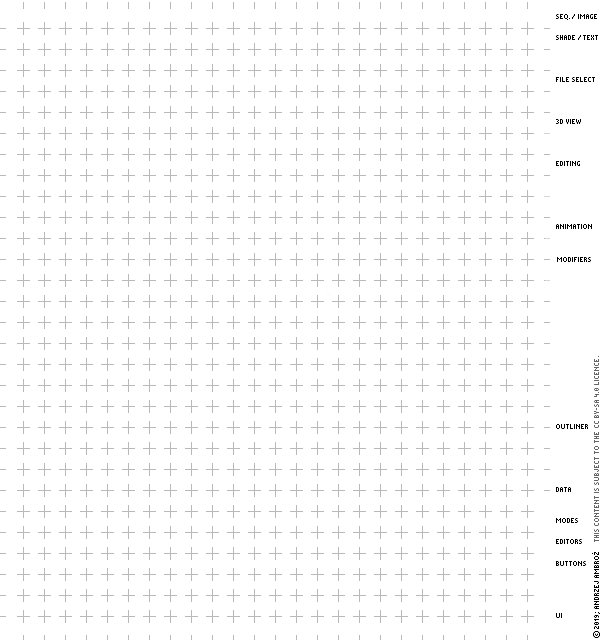 SEQ. / IMAGE
SHADE / TEXT
FILE SELECT
3D VIEW
EDITING
ANIMATION
MODIFIERS
OUTLINER
DATA
MODES
EDITORS
BUTTONS
UI
© 2019, ANDRZEJ AMBROŻ THIS CONTENT IS SUBJECT TO THE CC BY-SA 4.0 LICENCE.